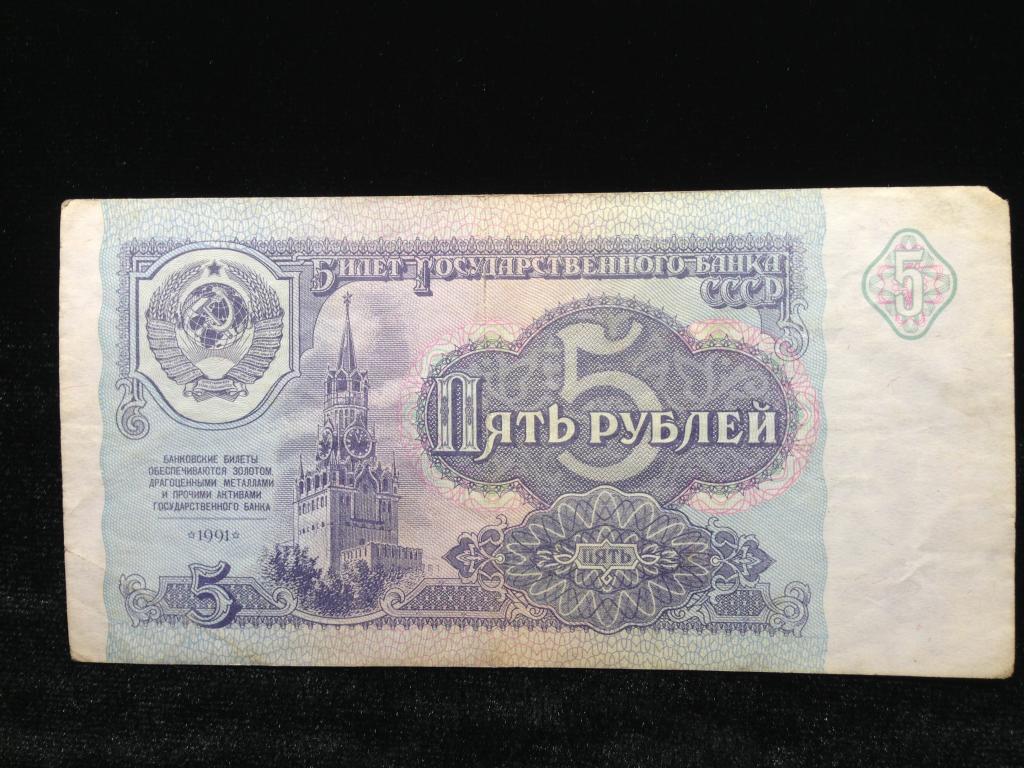 Билет Государственного Банка
СССР
5
5
Пять рублей
Банковские билеты
обеспечиваются золотом,
драгоценными металлами
и прочими активами
Государственного банка
1991
5
пять